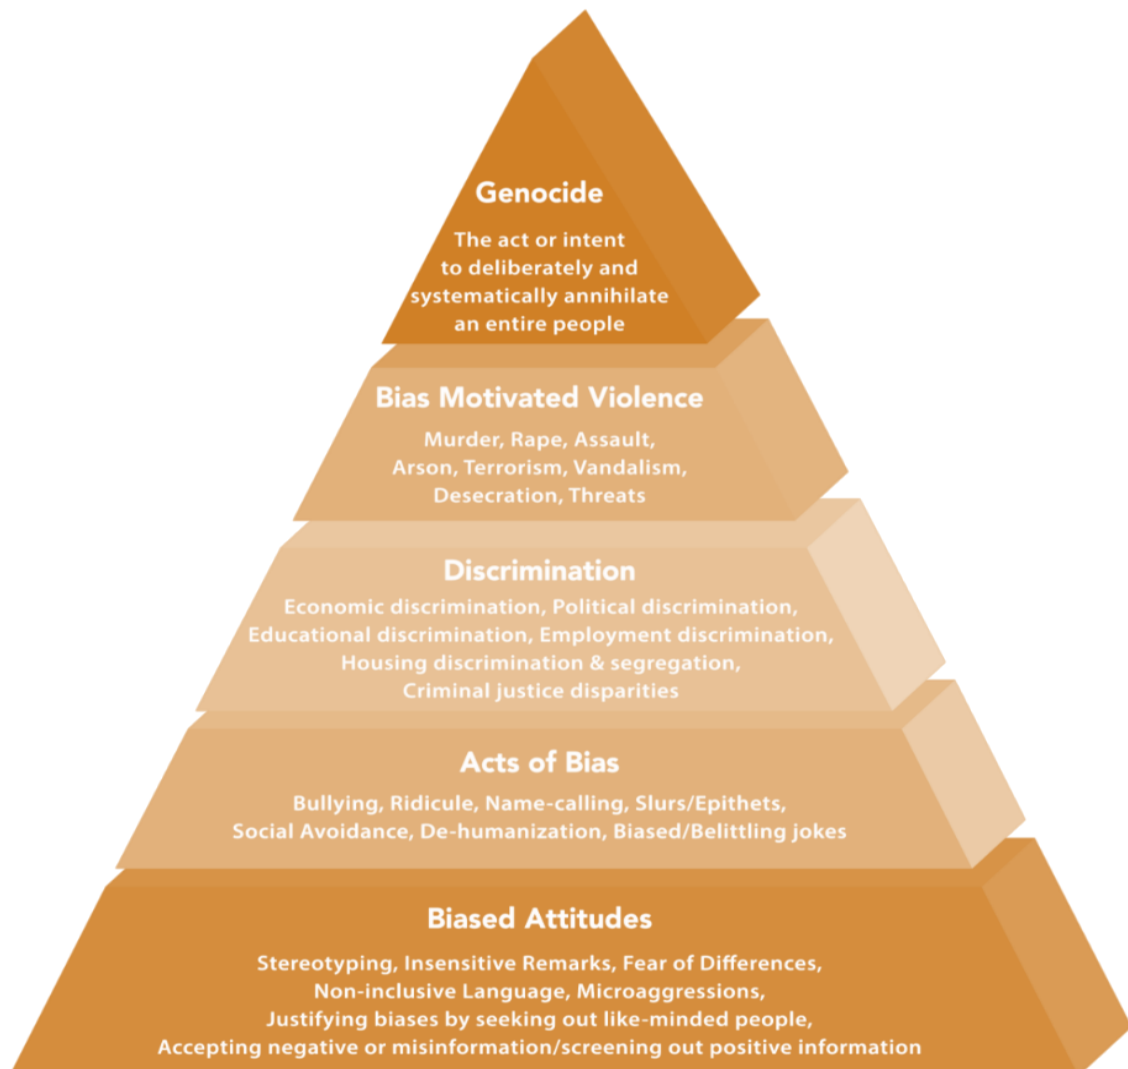 Genocide
The act or intent
to deliberately and
systematically annihilate
an entire people
Bias Motivated Violence
Murder, Rape, Assault,
Arson, Terrorism, Vandalism,
Desecration, Threats
Discrimination
Economic discrimination, Political discrimination,
Educational discrimination, Employment discrimination,
Housing discrimination & segregation,
Criminal justice disparities
Acts of Bias
Bullying, Ridicule, Name-calling, Slurs/Epithets,
Social Avoidance, De-humanization, Biased/Belittling jokes
Biased Attitudes
Stereotyping, Insensitive Remarks, Fear of Differences,
Non-inclusive Language, Microaggressions,
Justifying biases by seeking out like-minded people,
Accepting negative or misinformation/screening out positive information